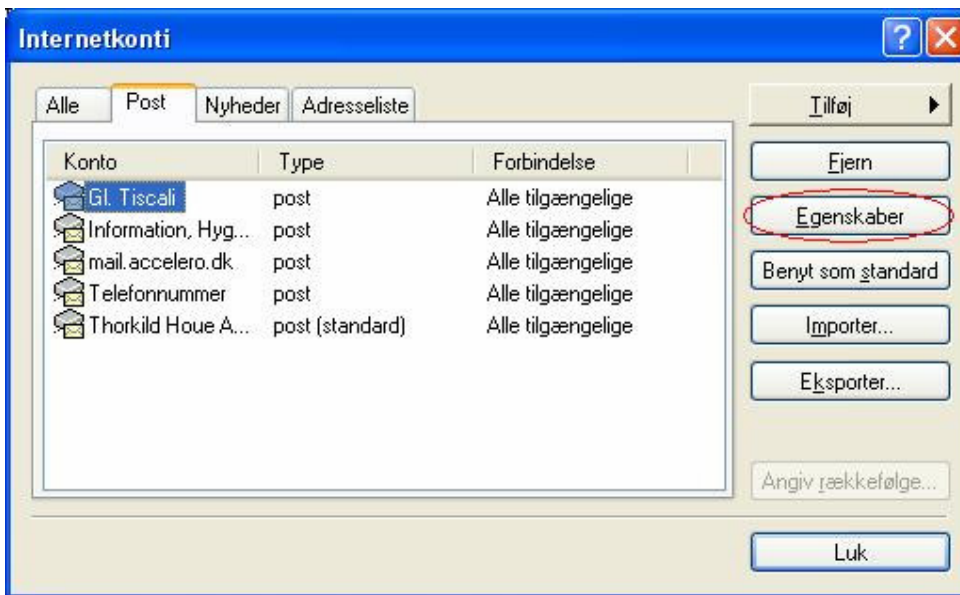 Internetkonti
Alle Post Nyheder Adresseliste
Konto Type Forbindelse
Gl. Tiscali post Alle tilgængelige
Information, Hyg... post Alle tilgængelige
mail.accelero.dk post Alle tilgængelige
Telefonnummer post Alle tilgængelige
Thorkild Houe A... post (standard) Alle tilgængelige
Tilføj
Fjern
Egenskaber
Benyt som standard
Importer...
Eksporter...
Angiv rækkefølge...
Luk